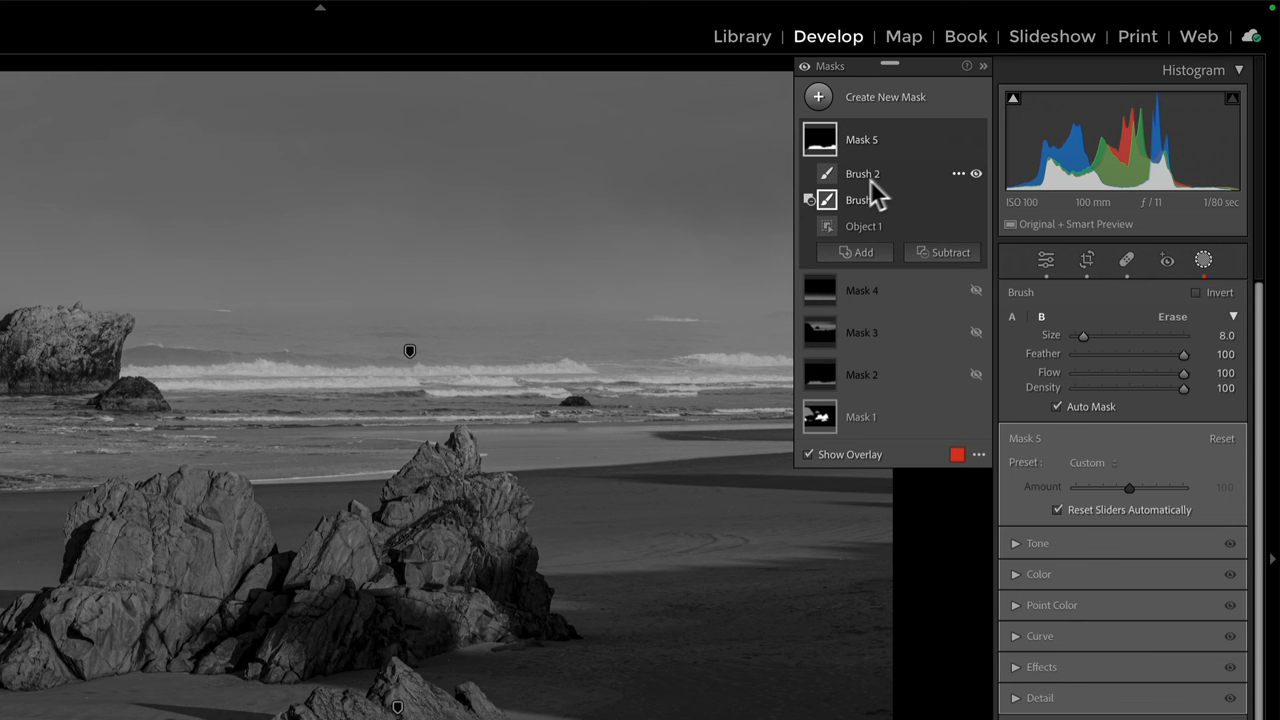 Library | Develop | Map | Book | Slideshow | Print | Web |
Masks
Histogram
Create New Mask
Mask 5
Brush 2
Brush
Object 1
Add Subtract
Mask 4
Mask 3
Mask 2
Mask 1
Show Overlay
ISO 100 100 mm ƒ / 11 1/80 sec
Original + Smart Preview
Brush Invert
A B Erase
Size 8.0
Feather 100
Flow 100
Density 100
Auto Mask
Mask 5 Reset
Preset : Custom
Amount 100
Reset Sliders Automatically
Tone
Color
Point Color
Curve
Effects
Detail